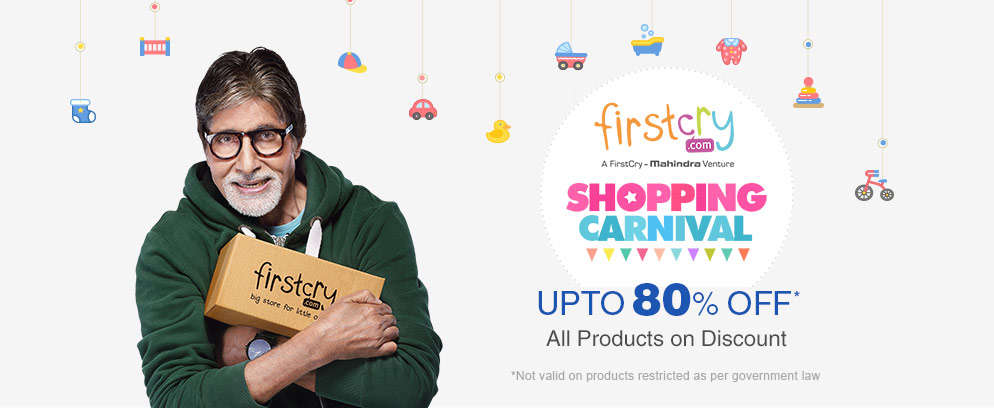 firstcry
.com
A FirstCry - Mahindra Venture
SHOPPING
CARNIVAL
UPTO 80% OFF*
All Products on Discount
*Not valid on products restricted as per government law
firstcry
.com
big store for little o